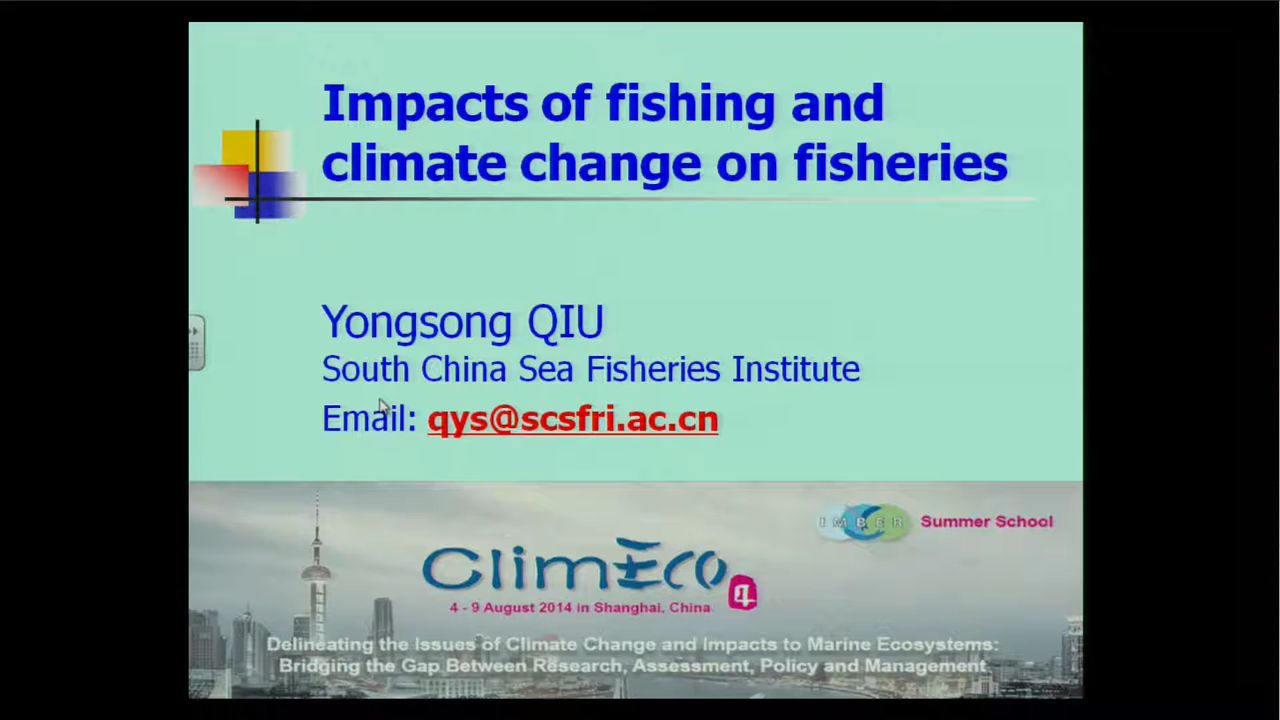 Impacts of fishing and
climate change on fisheries
Yongsong QIU
South China Sea Fisheries Institute
Email: qys@scsfri.ac.cn
IMBER Summer School
ClimEco 4
4 - 9 August 2014 in Shanghai, China
Delineating the Issues of Climate Change and Impacts to Marine Ecosystems:
Bridging the Gap Between Research, Assessment, Policy and Management